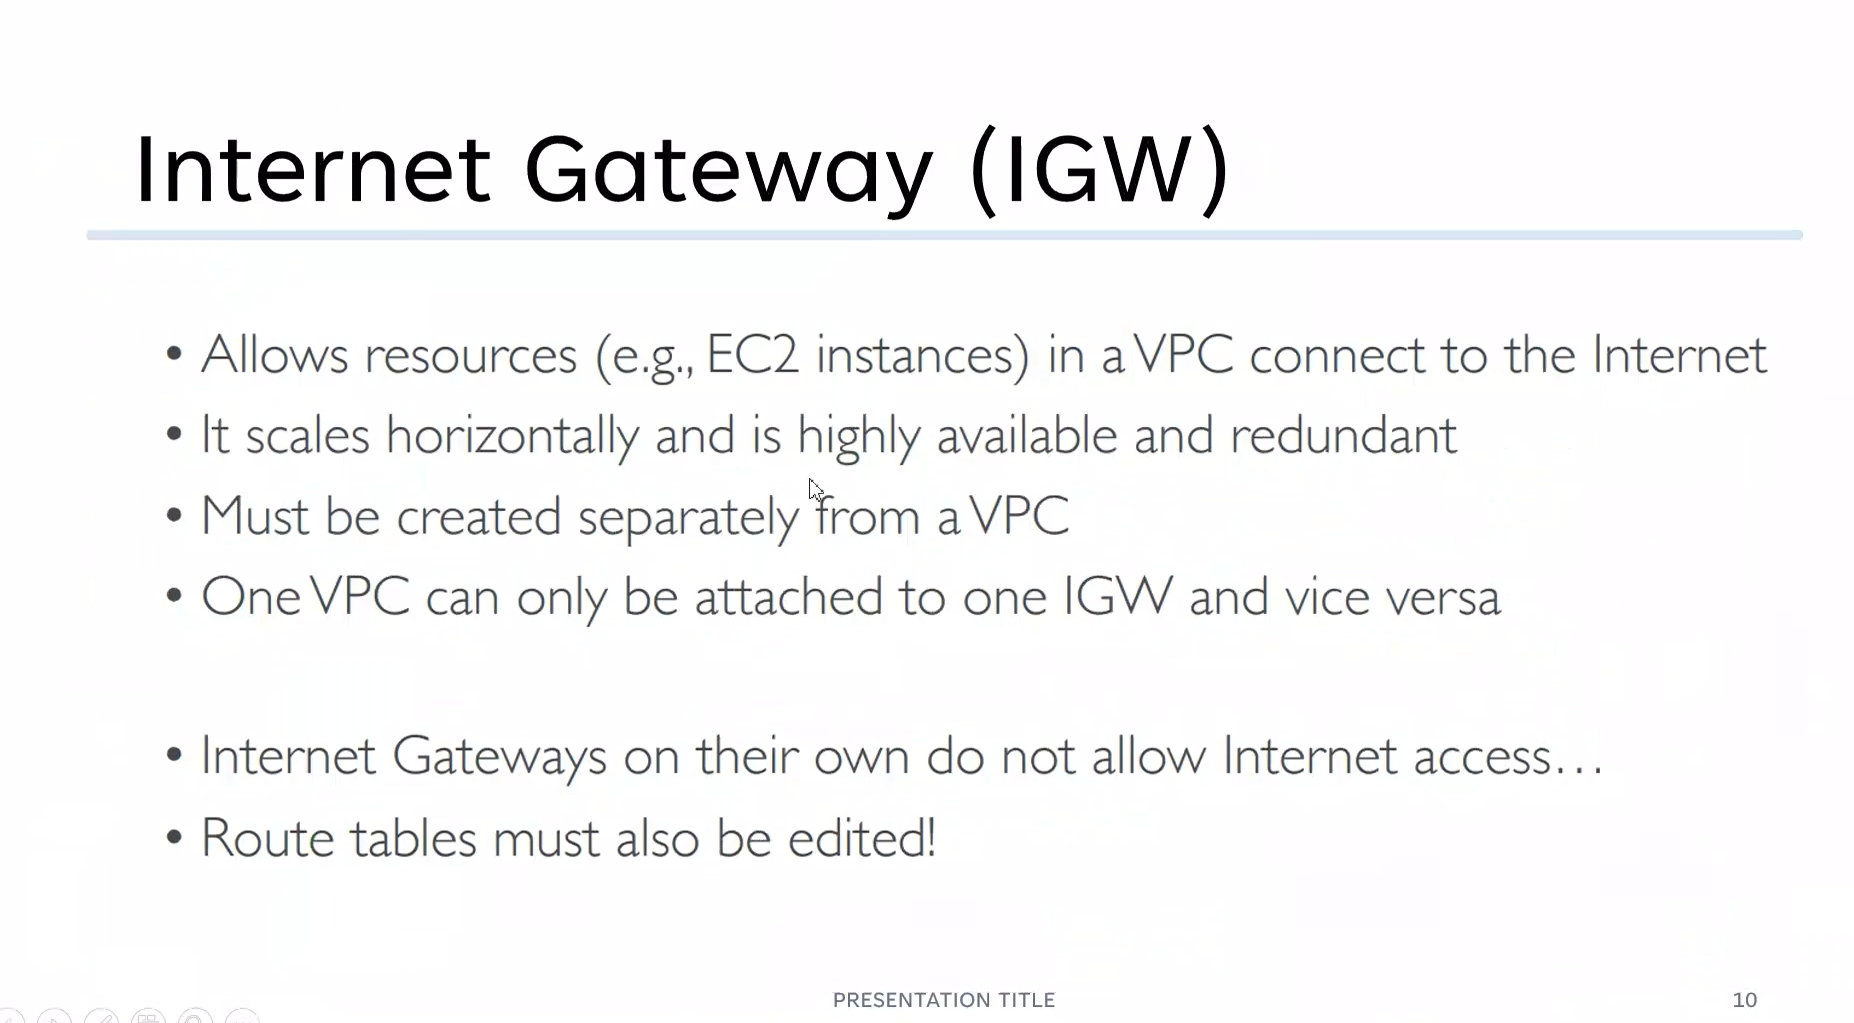 Internet Gateway (IGW)
• Allows resources (e.g., EC2 instances) in a VPC connect to the Internet
• It scales horizontally and is highly available and redundant
• Must be created separately from a VPC
• One VPC can only be attached to one IGW and vice versa
• Internet Gateways on their own do not allow Internet access…
• Route tables must also be edited!
PRESENTATION TITLE
10